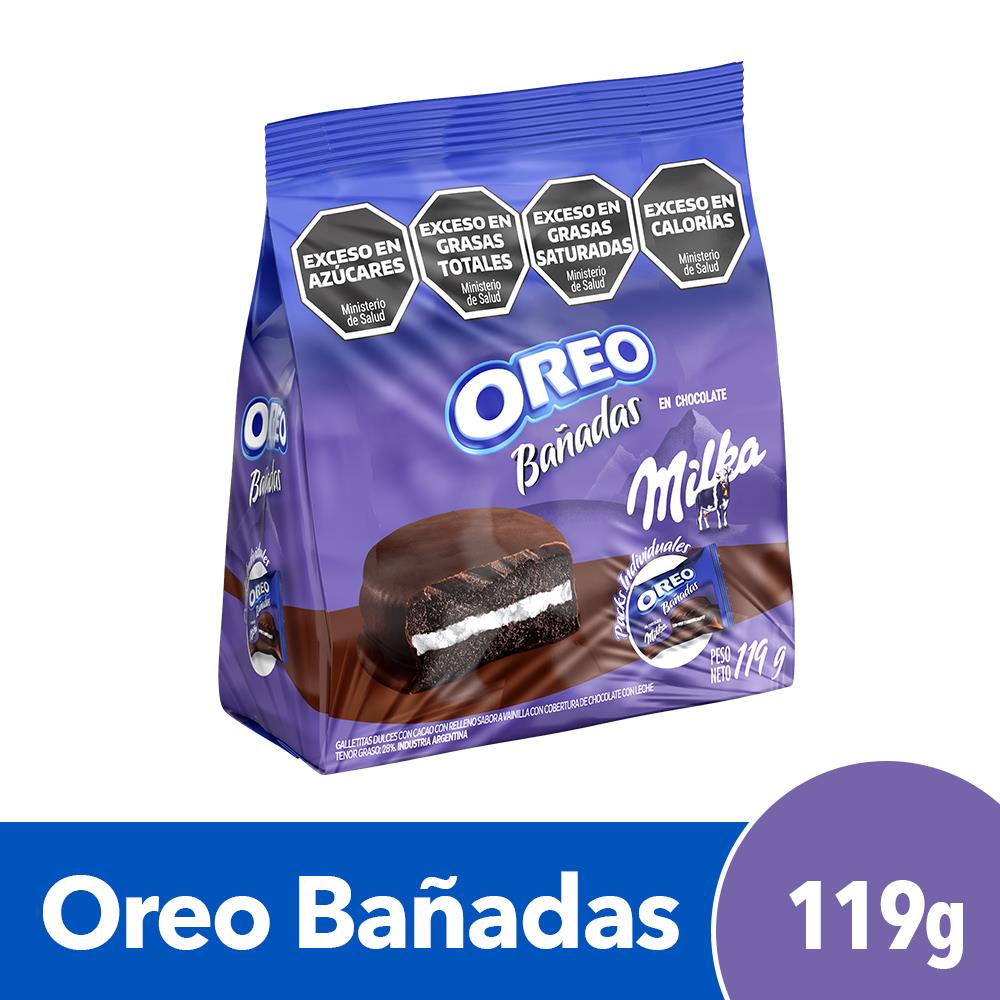 EXCESO EN
AZÚCARES
Ministerio
de Salud
EXCESO EN
GRASAS
TOTALES
Ministerio
de Salud
EXCESO EN
GRASAS
SATURADAS
Ministerio
de Salud
EXCESO EN
CALORÍAS
Ministerio
de Salud
OREO
Bañadas
EN CHOCOLATE
Milka
OREO
Bañadas
Packs Individuales
OREO
Bañadas
Milka
PESO
NETO 119 g
OREO
Bañadas
GALLETITAS DULCES CON CACAO CON RELLENO SABOR A VAINILLA CON COBERTURA DE CHOCOLATE CON LECHE
TENOR GRASO: 28%. INDUSTRIA ARGENTINA
Oreo Bañadas
119g